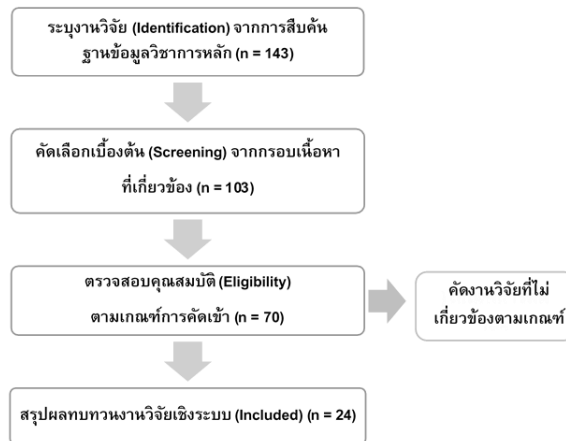 ระบุงานวิจัย (Identification) จากการสืบค้น
ฐานข้อมูลวิชาการหลัก (n = 143)
คัดเลือกเบื้องต้น (Screening) จากกรอบเนื้อหา
ที่เกี่ยวข้อง (n = 103)
ตรวจสอบคุณสมบัติ (Eligibility)
ตามเกณฑ์การคัดเข้า (n = 70)
คัดงานวิจัยที่ไม่
เกี่ยวข้องตามเกณฑ์
สรุปผลทบทวนงานวิจัยเชิงระบบ (Included) (n = 24)